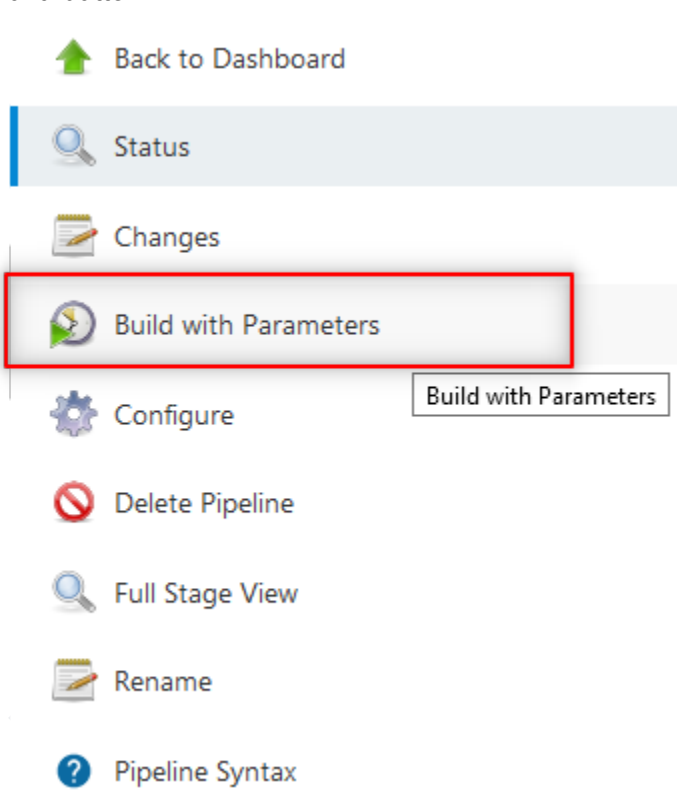 Back to Dashboard
Status
Changes
Build with Parameters
Build with Parameters
Configure
Delete Pipeline
Full Stage View
Rename
Pipeline Syntax